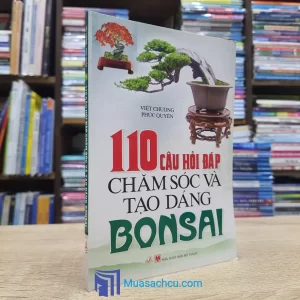 VIỆT CHƯƠNG
PHÚC QUYÊN
110 CÂU HỎI ĐÁP
CHĂM SÓC VÀ
TẠO DÁNG
BONSAI
Muasachcu.com